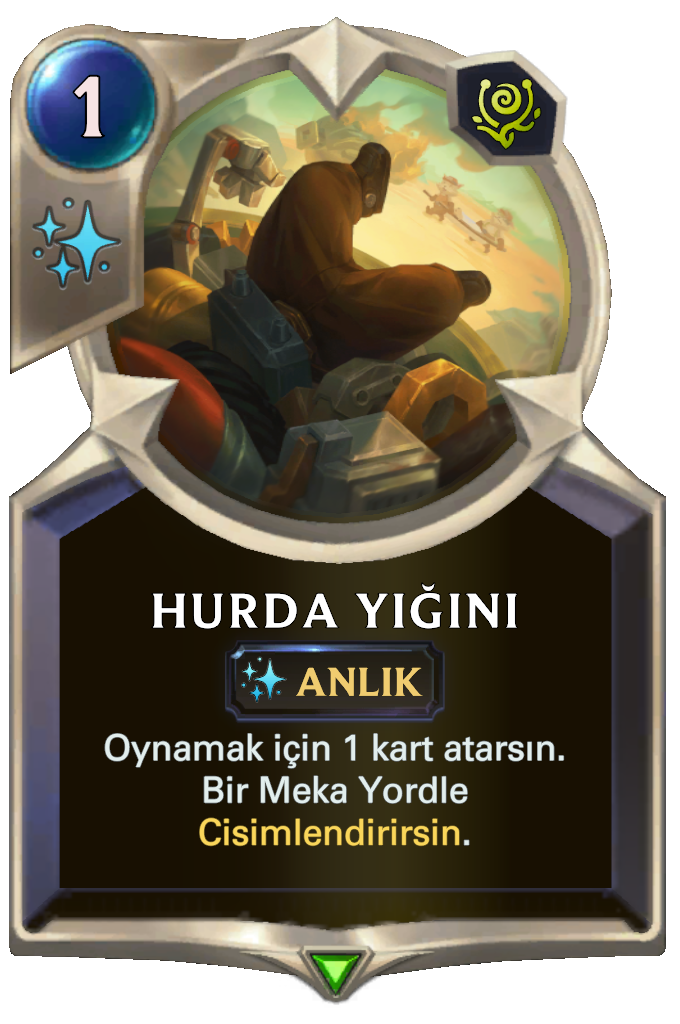 1
HURDA YIĞINI
ANLIK
Oynamak için 1 kart atarsın.
Bir Meka Yordle
Cisimlendirirsin.